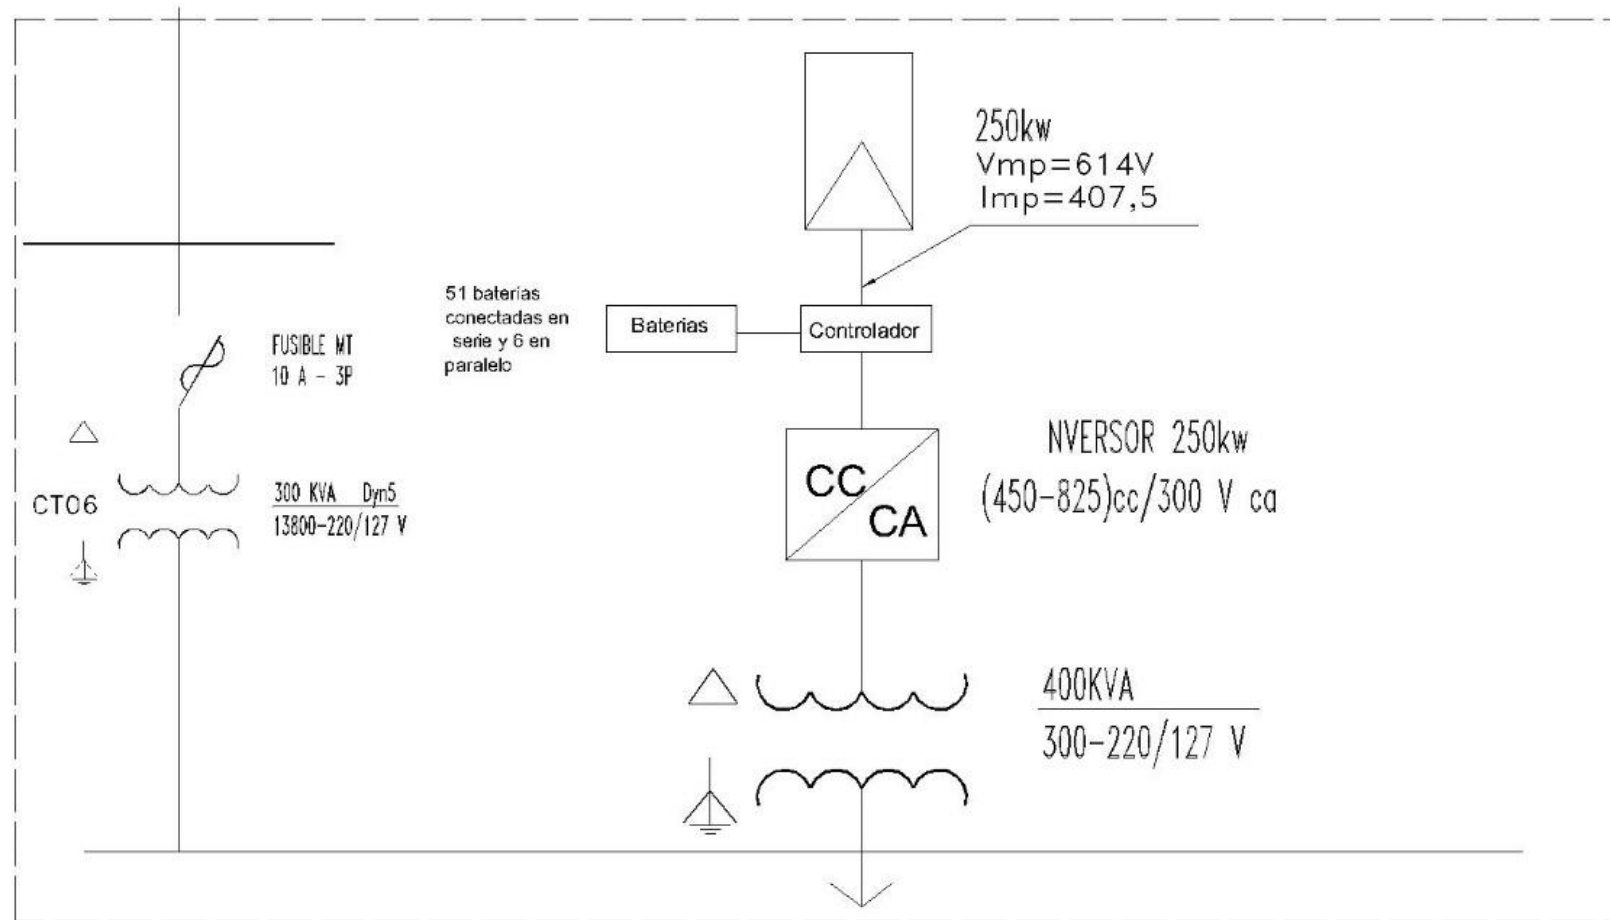 250kw
Vmp=614V
Imp=407,5
51 baterias
conectadas en
serie y 6 en
paralelo
Baterias
Controlador
FUSIBLE MT
10 A - 3P
CT06
300 KVA Dyn5
13800-220/127 V
CC
CA
NVERSOR 250kw
(450-825)cc/300 V ca
400KVA
300-220/127 V